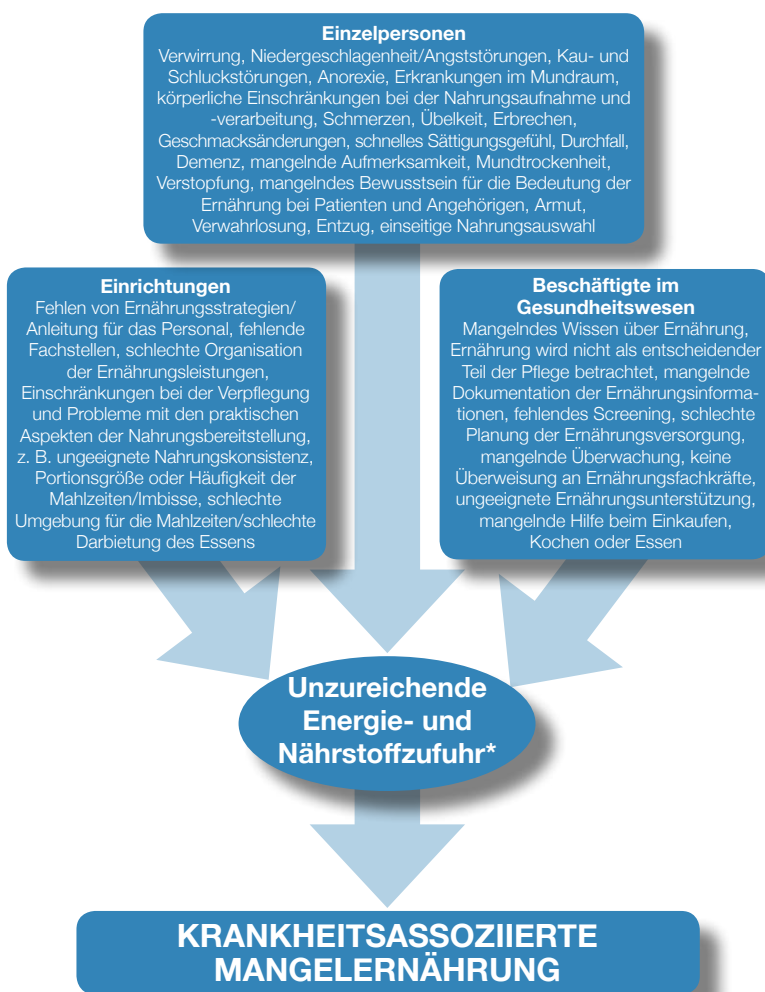 Einzelpersonen
Verwirrung, Niedergeschlagenheit/Angststörungen, Kau- und
Schluckstörungen, Anorexie, Erkrankungen im Mundraum,
körperliche Einschränkungen bei der Nahrungsaufnahme und
-verarbeitung, Schmerzen, Übelkeit, Erbrechen,
Geschmacksänderungen, schnelles Sättigungsgefühl, Durchfall,
Demenz, mangelnde Aufmerksamkeit, Mundtrockenheit,
Verstopfung, mangelndes Bewusstsein für die Bedeutung der
Ernährung bei Patienten und Angehörigen, Armut,
Verwahrlosung, Entzug, einseitige Nahrungsauswahl
Einrichtungen
Fehlen von Ernährungsstrategien/
Anleitung für das Personal, fehlende
Fachstellen, schlechte Organisation
der Ernährungsleistungen,
Einschränkungen bei der Verpflegung
und Probleme mit den praktischen
Aspekten der Nahrungsbereitstellung,
z. B. ungeeignete Nahrungskonsistenz,
Portionsgröße oder Häufigkeit der
Mahlzeiten/Imbisse, schlechte
Umgebung für die Mahlzeiten/schlechte
Darbietung des Essens
Beschäftigte im
Gesundheitswesen
Mangelndes Wissen über Ernährung,
Ernährung wird nicht als entscheidender
Teil der Pflege betrachtet, mangelnde
Dokumentation der Ernährungsinforma-
tionen, fehlendes Screening, schlechte
Planung der Ernährungsversorgung,
mangelnde Überwachung, keine
Überweisung an Ernährungsfachkräfte,
ungeeignete Ernährungsunterstützung,
mangelnde Hilfe beim Einkaufen,
Kochen oder Essen
Unzureichende
Energie- und
Nährstoffzufuhr*
KRANKHEITSASSOZIIERTE
MANGELERNÄHRUNG